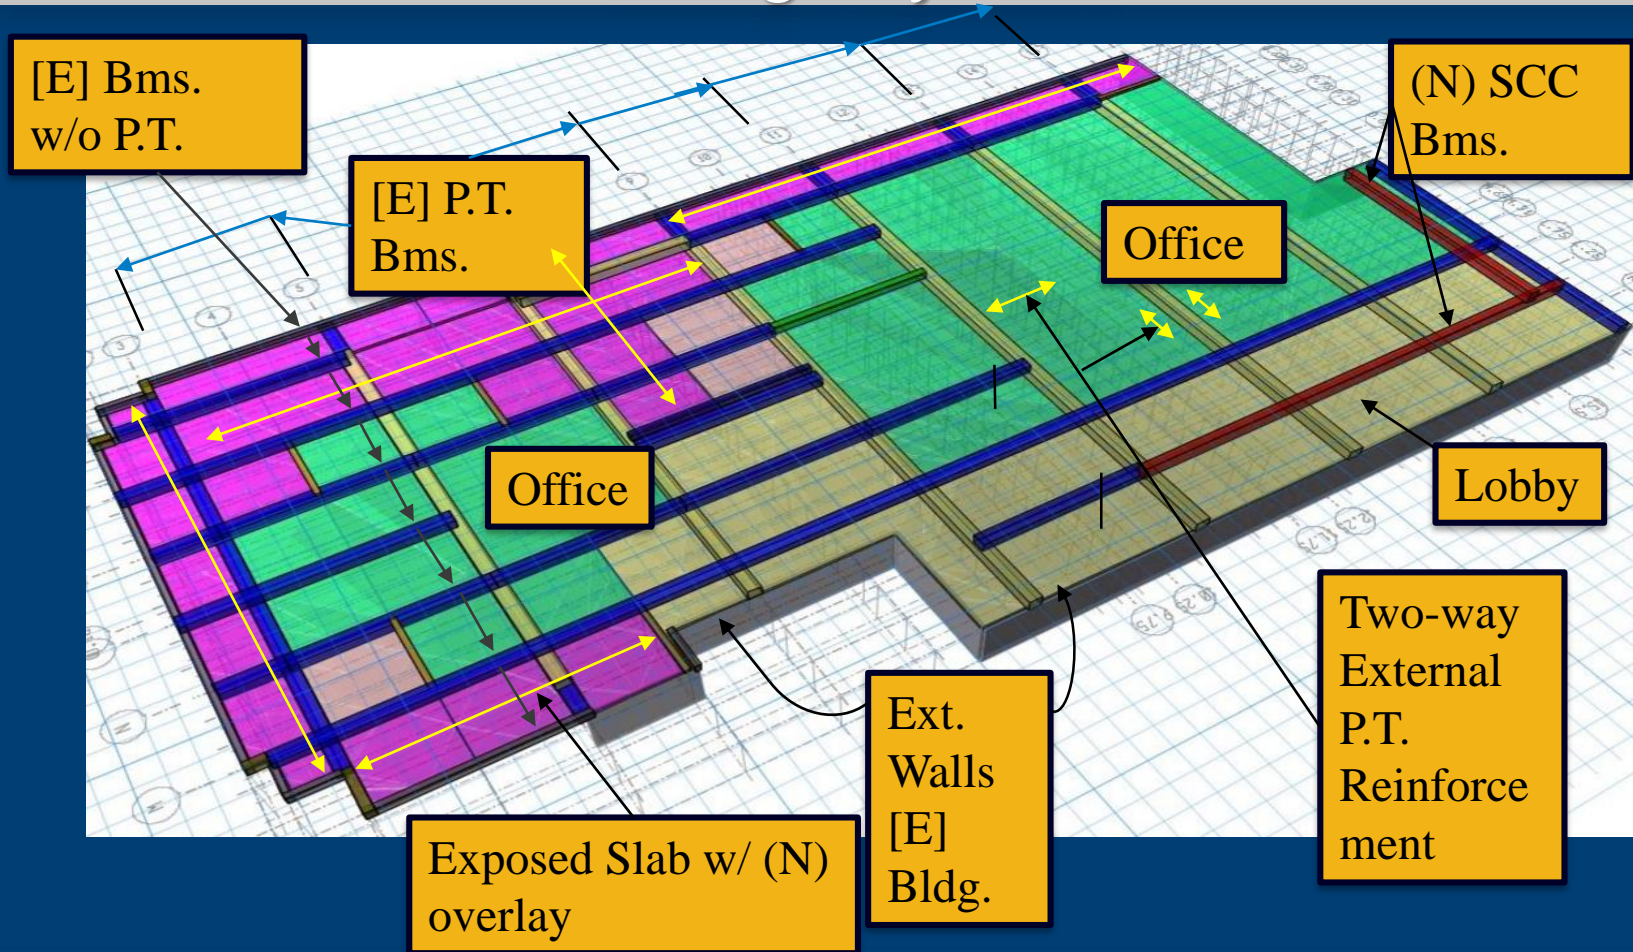 [E] Bms.
w/o P.T.
[E] P.T.
Bms.
(N) SCC
Bms.
Office
Office
Lobby
Two-way
External
P.T.
Reinforce
ment
Ext.
Walls
[E]
Bldg.
Exposed Slab w/ (N)
overlay